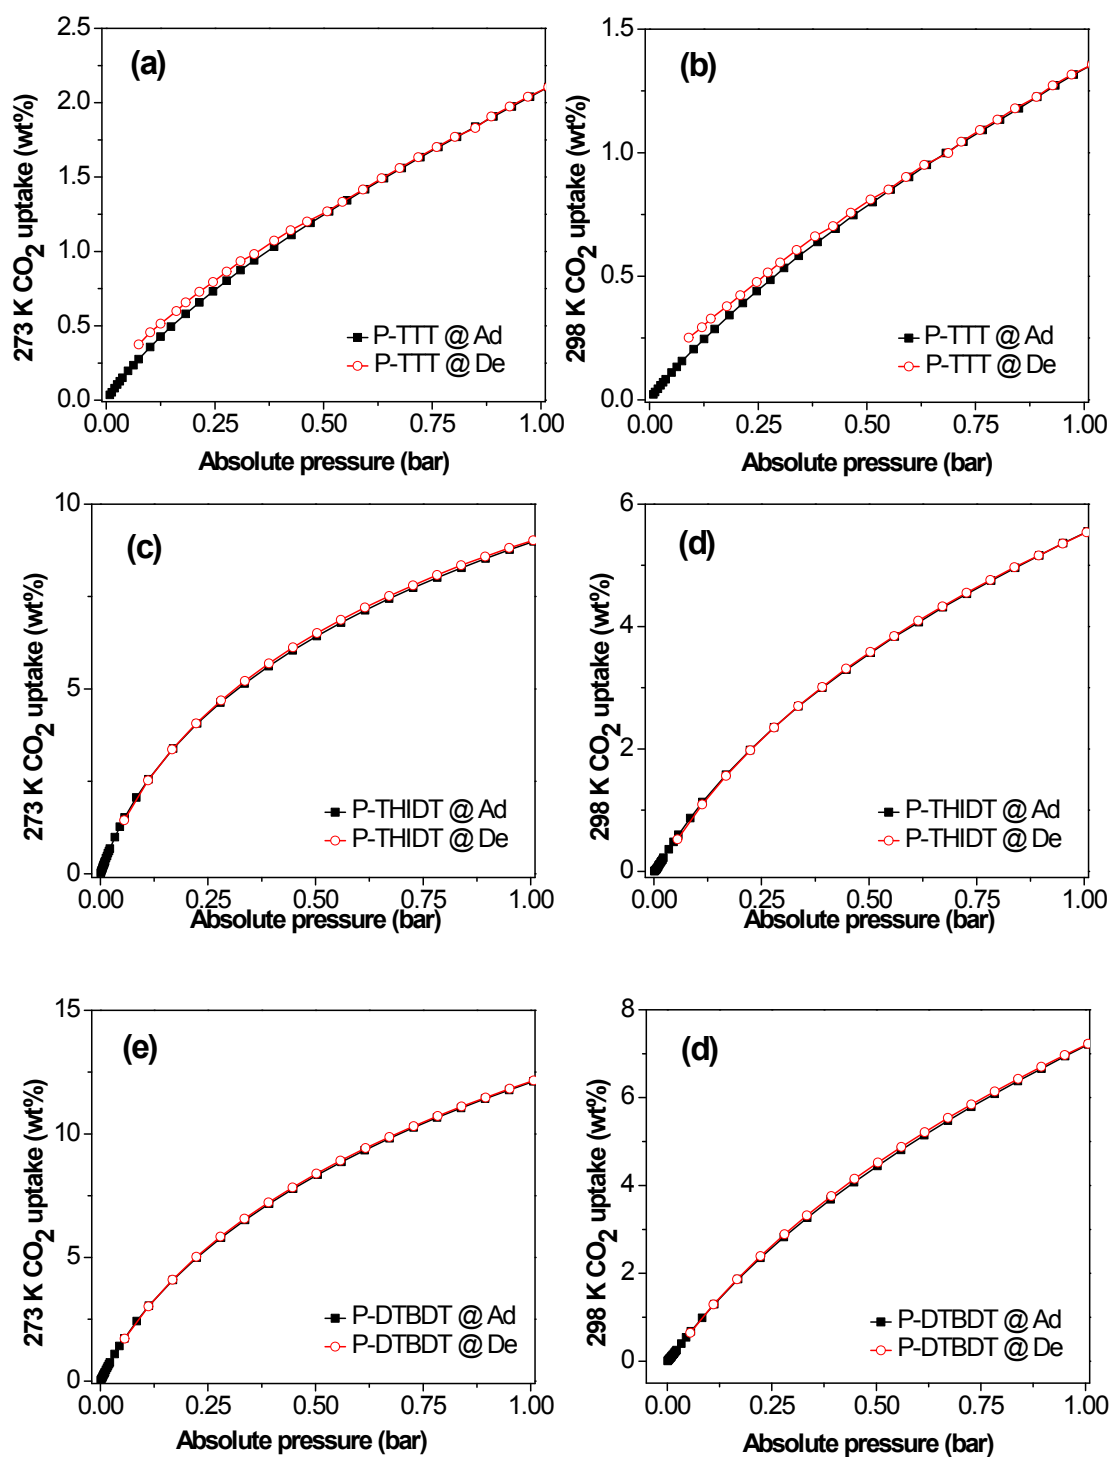 (a)
273 K CO2 uptake (wt%)
2.5
2.0
1.5
1.0
0.5
0.0
P-TTT @ Ad
P-TTT @ De
0.00 0.25 0.50 0.75 1.00
Absolute pressure (bar)
(b)
298 K CO2 uptake (wt%)
1.5
1.0
0.5
0.0
P-TTT @ Ad
P-TTT @ De
0.00 0.25 0.50 0.75 1.00
Absolute pressure (bar)
(c)
273 K CO2 uptake (wt%)
10
5
0
P-THIDT @ Ad
P-THIDT @ De
0.00 0.25 0.50 0.75 1.00
Absolute pressure (bar)
(d)
298 K CO2 uptake (wt%)
6
4
2
0
P-THIDT @ Ad
P-THIDT @ De
0.00 0.25 0.50 0.75 1.00
Absolute pressure (bar)
(e)
273 K CO2 uptake (wt%)
15
10
5
0
P-DTBDT @ Ad
P-DTBDT @ De
0.00 0.25 0.50 0.75 1.00
Absolute pressure (bar)
(d)
298 K CO2 uptake (wt%)
8
6
4
2
0
P-DTBDT @ Ad
P-DTBDT @ De
0.00 0.25 0.50 0.75 1.00
Absolute pressure (bar)